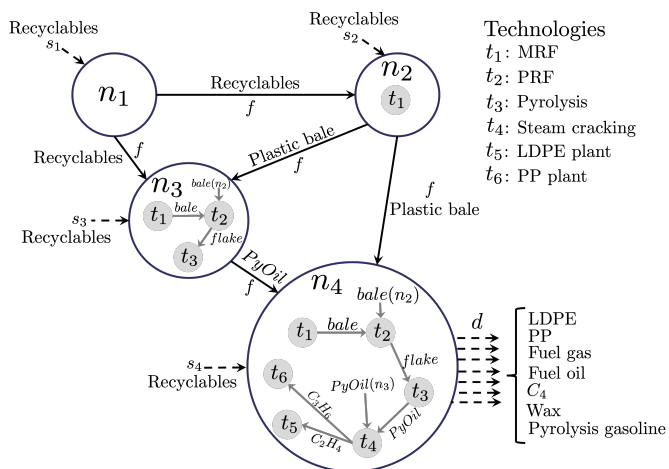 Recyclables
s₁
Recyclables
s₂
Technologies
t₁: MRF
t₂: PRF
t₃: Pyrolysis
t₄: Steam cracking
t₅: LDPE plant
t₆: PP plant
n₁
Recyclables
f
n₂
t₁
f
Recyclables
Plastic bale
f
f
Plastic bale
n₃
bale(n₂)
t₁
bale
t₂
flake
t₃
s₃
Recyclables
PyOil
f
n₄
bale(n₂)
t₁
bale
t₂
flake
t₃
s₄
Recyclables
t₆
PyOil(n₃)
C₃H₆
PyOil
t₅
C₂H₄
t₄
d
LDPE
PP
Fuel gas
Fuel oil
C₄
Wax
Pyrolysis gasoline